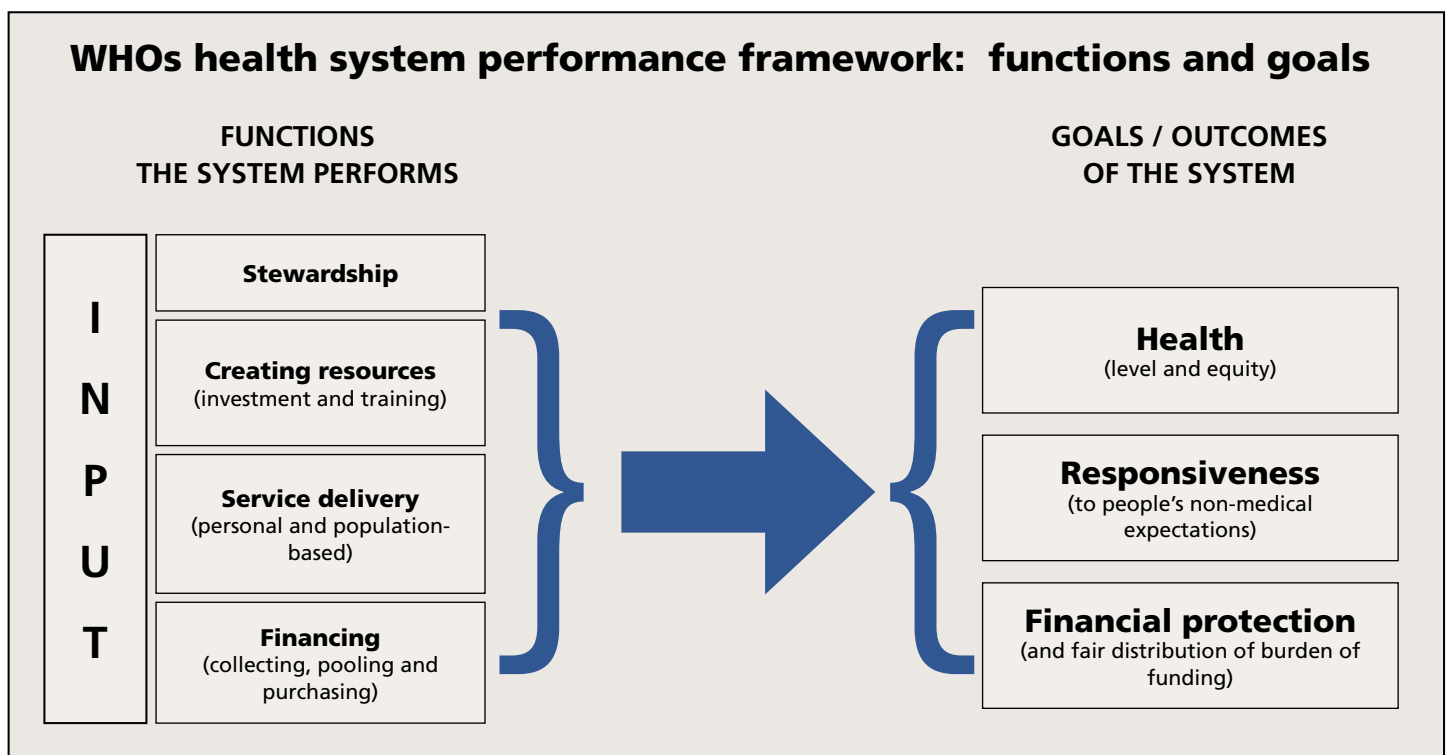 WHOs health system performance framework: functions and goals
FUNCTIONS
THE SYSTEM PERFORMS
I
N
P
U
T
Stewardship
Creating resources
(investment and training)
Service delivery
(personal and population-
based)
Financing
(collecting, pooling and
purchasing)
GOALS / OUTCOMES
OF THE SYSTEM
Health
(level and equity)
Responsiveness
(to people’s non-medical
expectations)
Financial protection
(and fair distribution of burden of
funding)